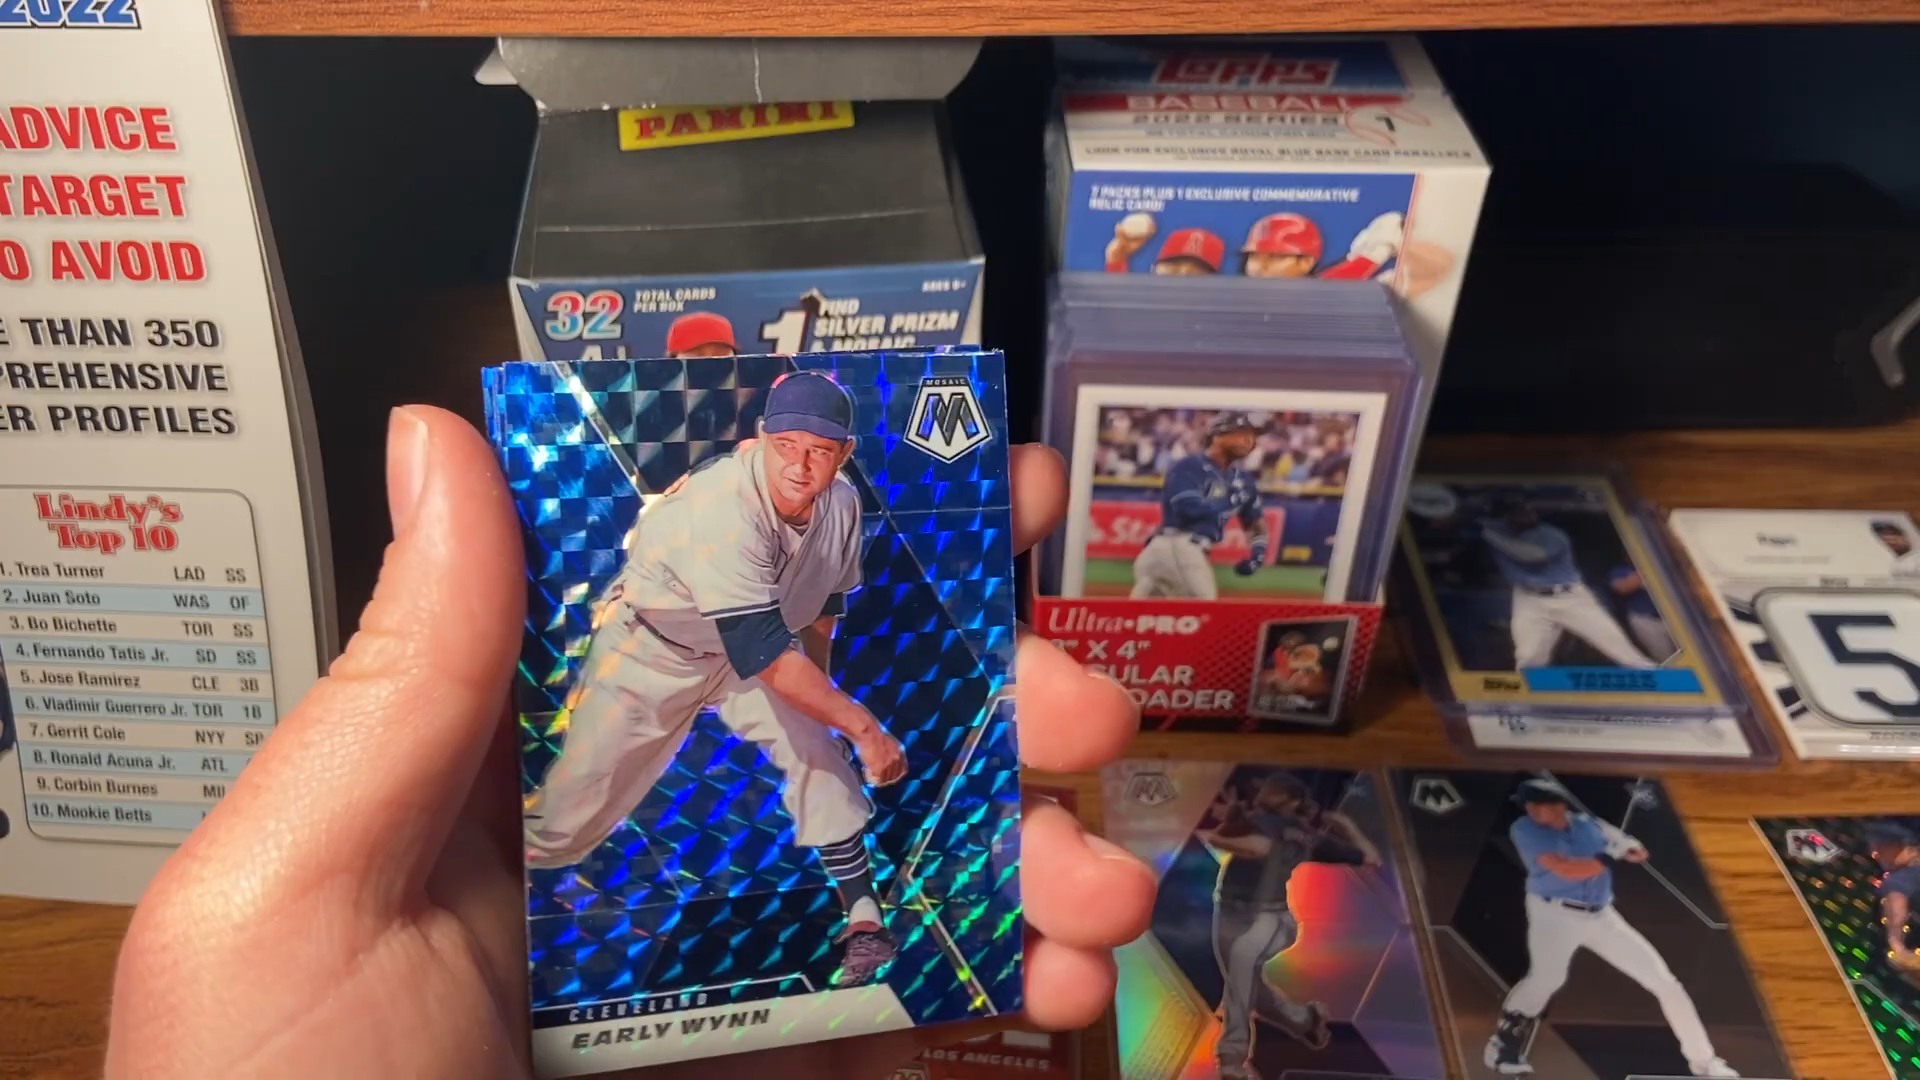 2022
ADVICE
TARGET
O AVOID
E THAN 350
PREHENSIVE
ER PROFILES
Lindy's
Top 10
1. Trea Turner LAD SS
2. Juan Soto WAS OF
3. Bo Bichette TOR SS
4. Fernando Tatis Jr. SD SS
5. Jose Ramirez CLE 3B
6. Vladimir Guerrero Jr. TOR 1B
7. Gerrit Cole NYY SP
8. Ronald Acuna Jr. ATL
9. Corbin Burnes MIL
10. Mookie Betts
PANINI
32 TOTAL CARDS
PER BOX
AGES 9+
1 FIND
SILVER PRIZM
& MOSAIC
Topps
BASEBALL
2022 SERIES 1
LOOK FOR EXCLUSIVE ROYAL BLUE BASE CARD PARALLELS
7 PACKS PLUS 1 EXCLUSIVE COMMEMORATIVE
RELIC CARD!
MOSAIC
M
CLEVELAND
EARLY WYNN
Ultra•PRO
" X 4"
ULAR
OADER
5
LOS ANGELES